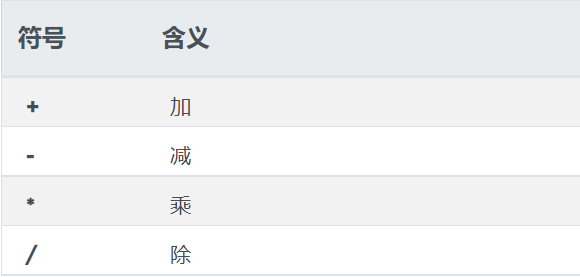 符号 含义
+ 加
- 减
* 乘
/ 除